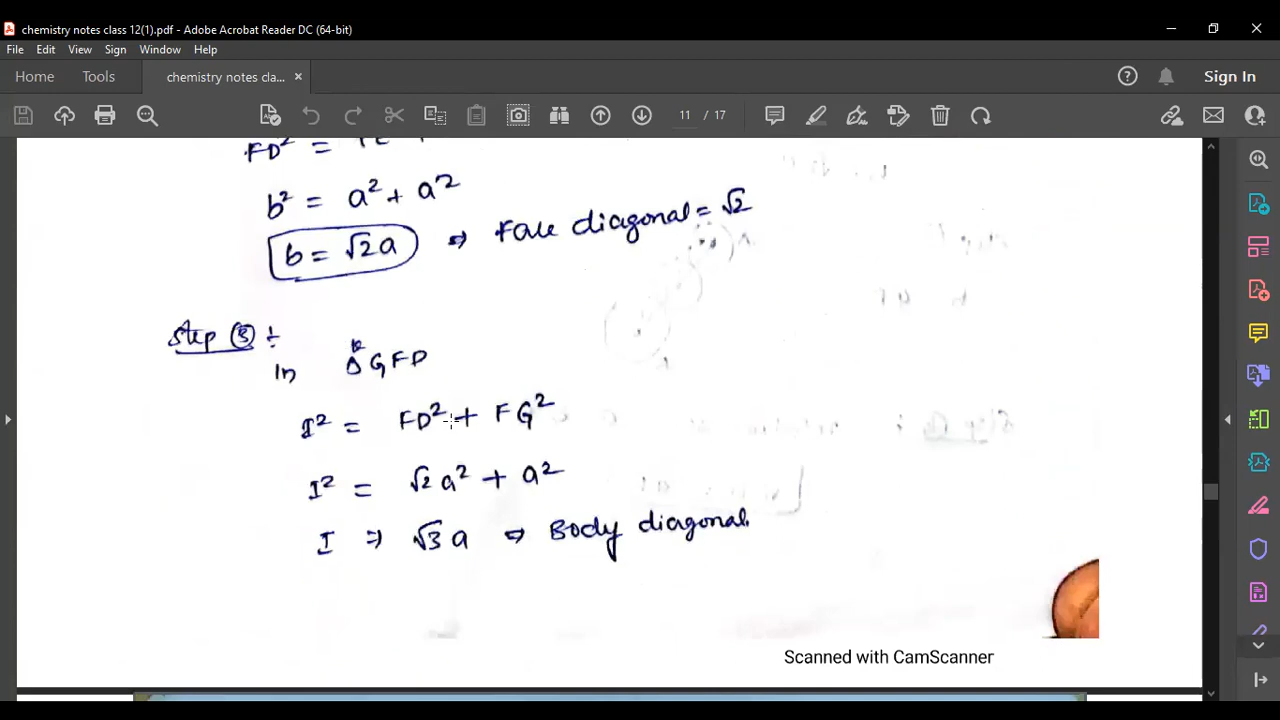 chemistry notes class 12(1).pdf - Adobe Acrobat Reader DC (64-bit)
File Edit View Sign Window Help
Home Tools chemistry notes cla... × Sign In
11 / 17
FD² =
b² = a² + a²
b = √2a ⇒ Face diagonal = √2
Step ③ ÷
In Δ GFD
I² = FD² + FG²
I² = √2 a² + a²
I ⇒ √3 a ⇒ Body diagonal.
Scanned with CamScanner